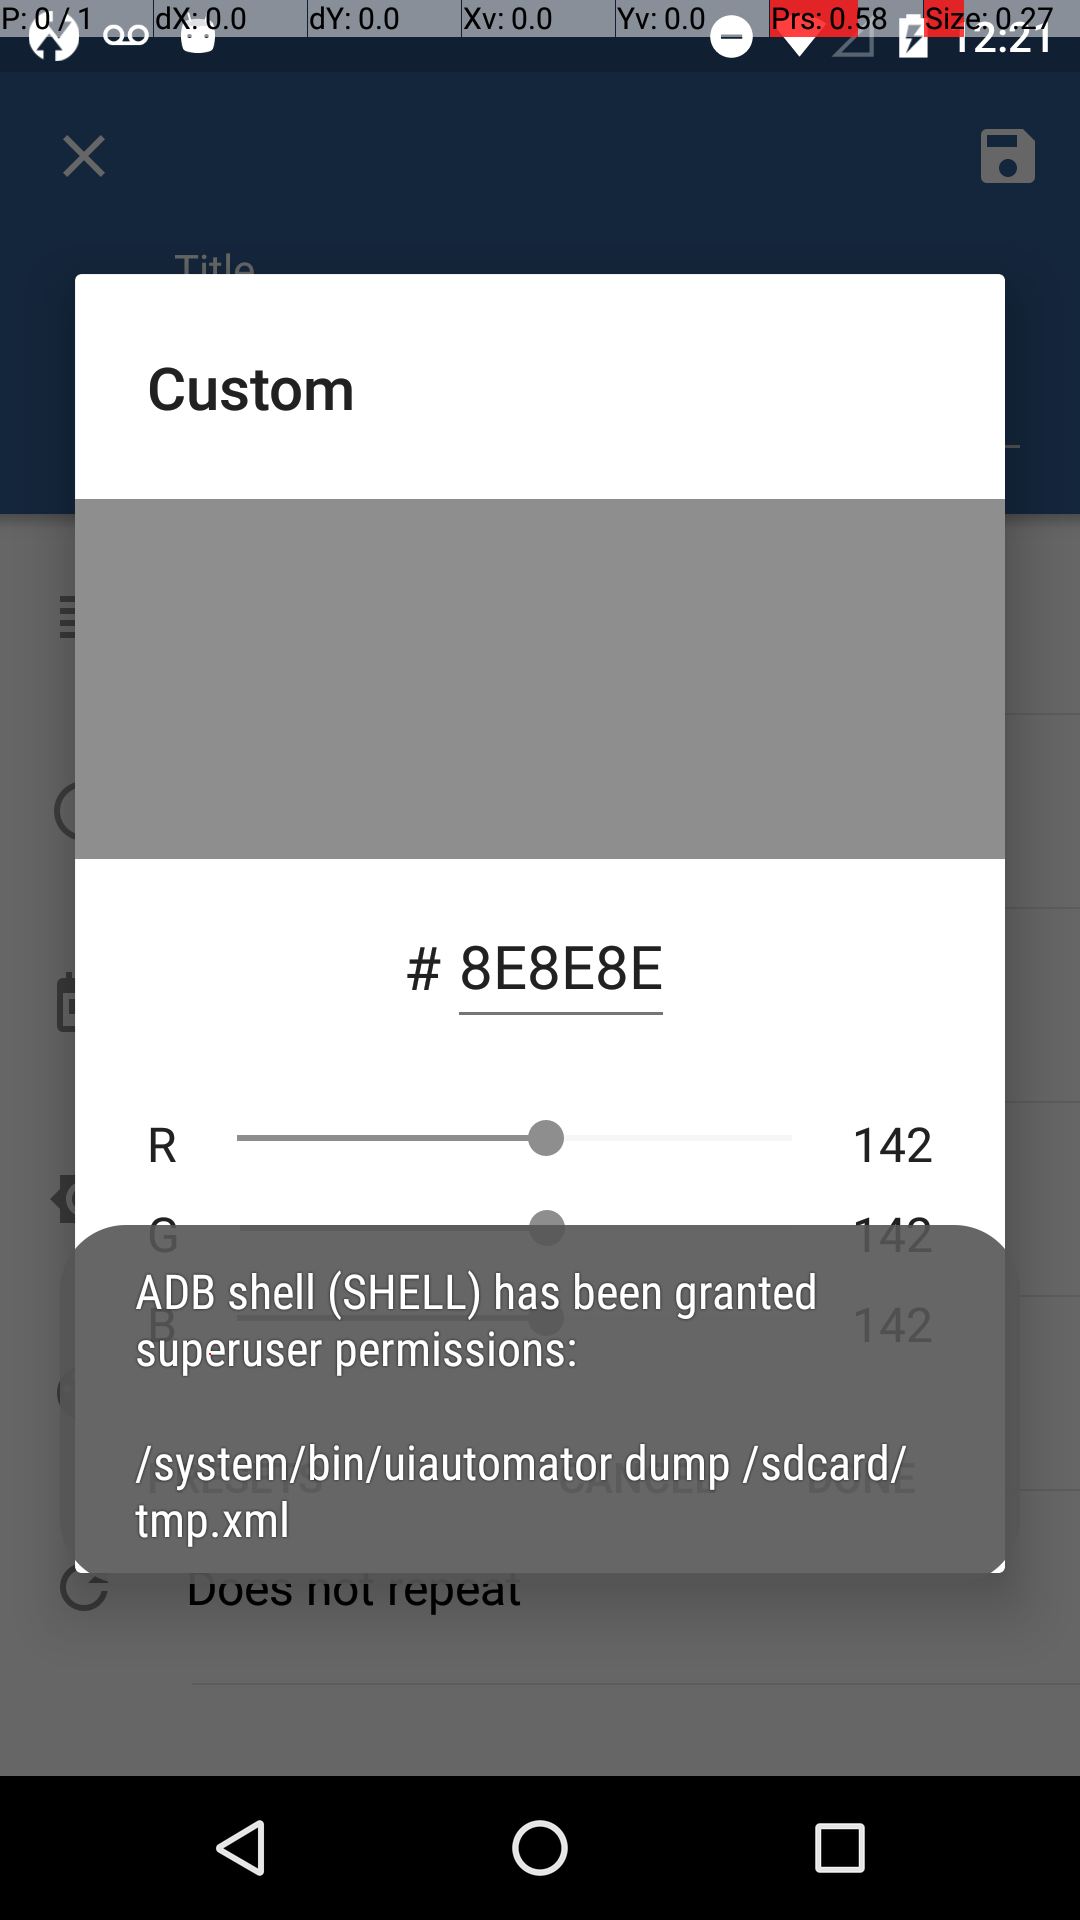 P: 0 / 1 dX: 0.0 dY: 0.0 Xv: 0.0 Yv: 0.0 Prs: 0.58 Size: 0.27
12:21
Title
Custom
# 8E8E8E
R 142
G 142
B 142
ADB shell (SHELL) has been granted
superuser permissions:
/system/bin/uiautomator dump /sdcard/
tmp.xml
PRESETS CANCEL DONE
Does not repeat